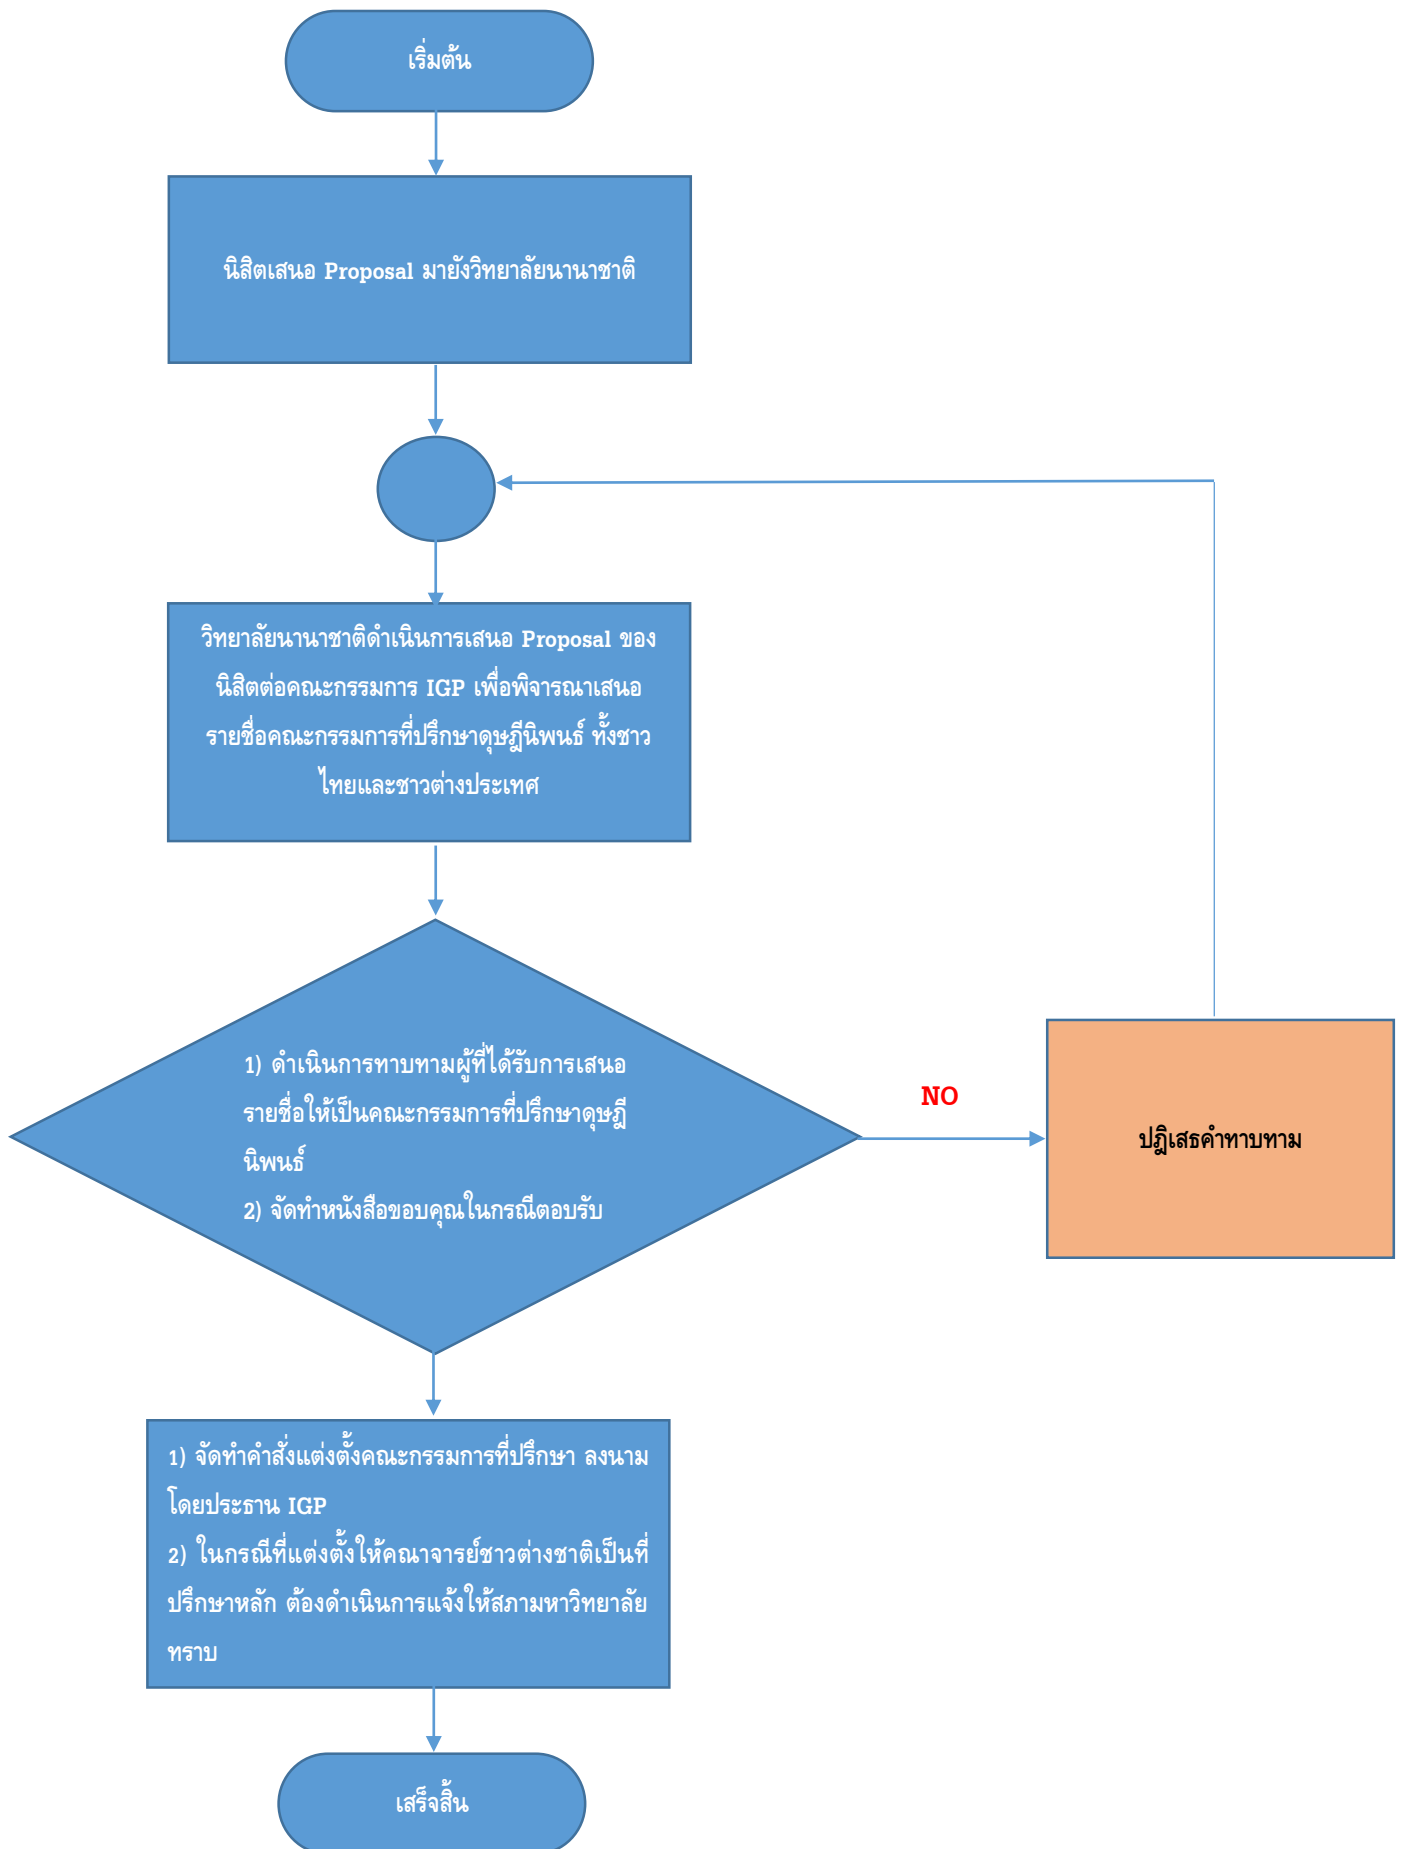 เริ่มต้น
นิสิตเสนอ Proposal มายังวิทยาลัยนานาชาติ
วิทยาลัยนานาชาติดำเนินการเสนอ Proposal ของ
นิสิตต่อคณะกรรมการ IGP เพื่อพิจารณาเสนอ
รายชื่อคณะกรรมการที่ปรึกษาดุษฎีนิพนธ์ ทั้งชาว
ไทยและชาวต่างประเทศ
1) ดำเนินการทาบทามผู้ที่ได้รับการเสนอ
รายชื่อให้เป็นคณะกรรมการที่ปรึกษาดุษฎี
นิพนธ์
2) จัดทำหนังสือขอบคุณในกรณีตอบรับ
NO
ปฎิเสธคำทาบทาม
1) จัดทำคำสั่งแต่งตั้งคณะกรรมการที่ปรึกษา ลงนาม
โดยประธาน IGP
2) ในกรณีที่แต่งตั้งให้คณาจารย์ชาวต่างชาติเป็นที่
ปรึกษาหลัก ต้องดำเนินการแจ้งให้สภามหาวิทยาลัย
ทราบ
เสร็จสิ้น